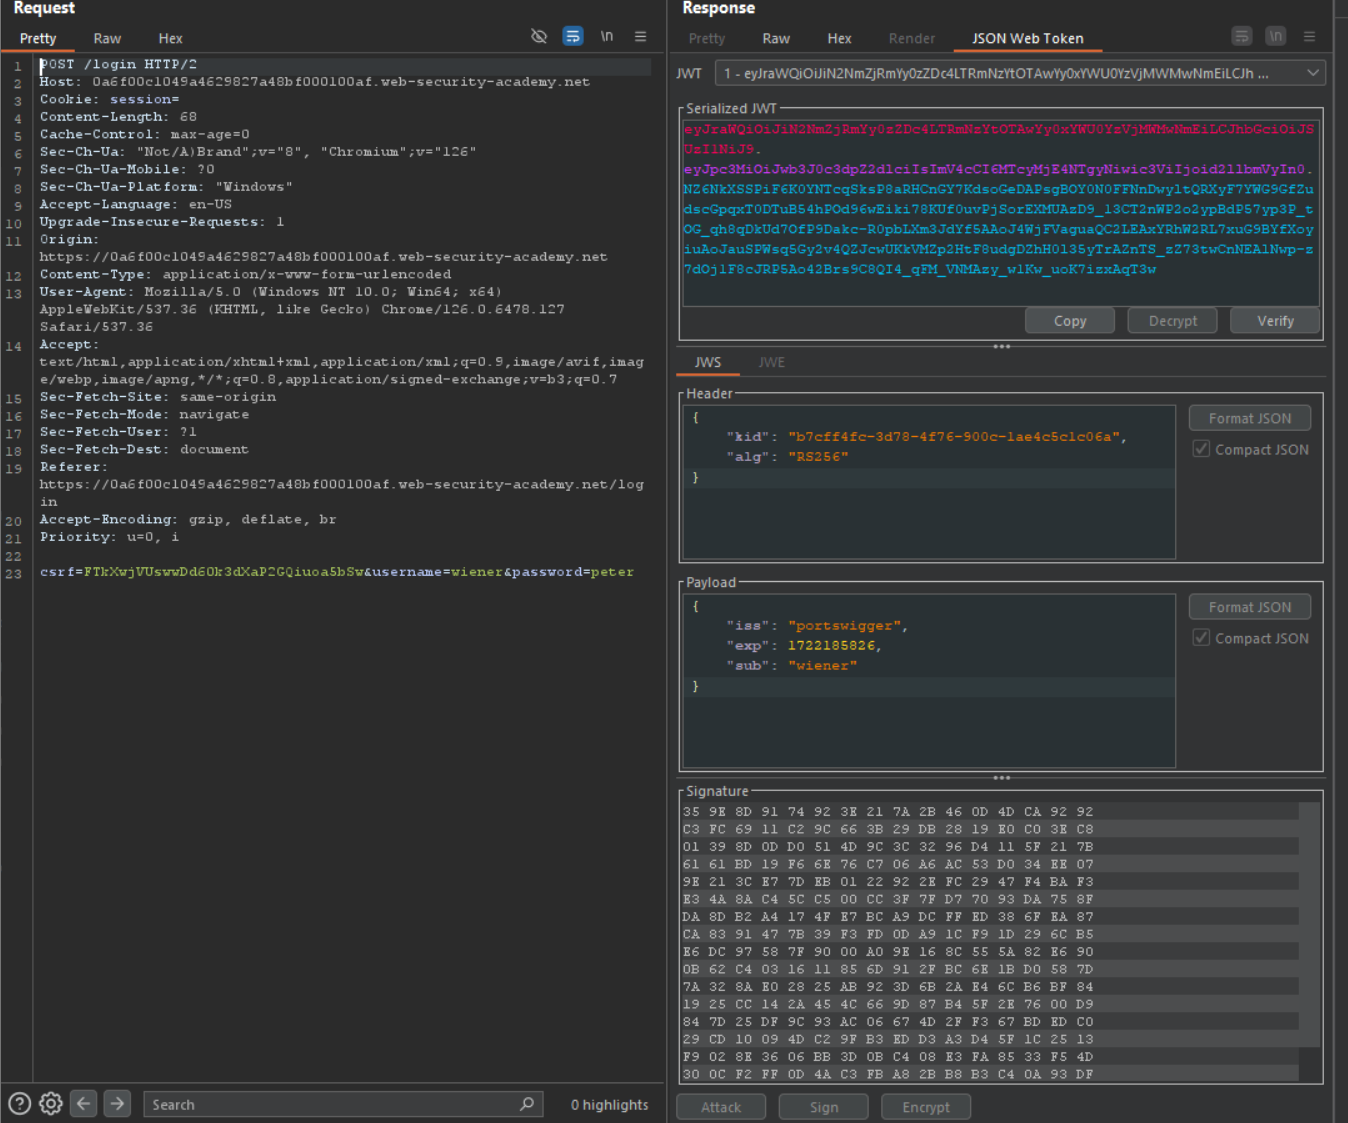 Request
Pretty
Raw
Hex
\n
1 POST /login HTTP/2
2 Host: 0a6f00c1049a4629827a48bf000100af.web-security-academy.net
3 Cookie: session=
4 Content-Length: 68
5 Cache-Control: max-age=0
6 Sec-Ch-Ua: "Not/A)Brand";v="8", "Chromium";v="126"
7 Sec-Ch-Ua-Mobile: ?0
8 Sec-Ch-Ua-Platform: "Windows"
9 Accept-Language: en-US
10 Upgrade-Insecure-Requests: 1
11 Origin:
https://0a6f00c1049a4629827a48bf000100af.web-security-academy.net
12 Content-Type: application/x-www-form-urlencoded
13 User-Agent: Mozilla/5.0 (Windows NT 10.0; Win64; x64)
AppleWebKit/537.36 (KHTML, like Gecko) Chrome/126.0.6478.127
Safari/537.36
14 Accept:
text/html,application/xhtml+xml,application/xml;q=0.9,image/avif,imag
e/webp,image/apng,*/*;q=0.8,application/signed-exchange;v=b3;q=0.7
15 Sec-Fetch-Site: same-origin
16 Sec-Fetch-Mode: navigate
17 Sec-Fetch-User: ?1
18 Sec-Fetch-Dest: document
19 Referer:
https://0a6f00c1049a4629827a48bf000100af.web-security-academy.net/log
in
20 Accept-Encoding: gzip, deflate, br
21 Priority: u=0, i
22
23 csrf=FTkXwjVUswwDd60k3dXaP2GQiuoa5bSw&username=wiener&password=peter
Search
0 highlights
Response
Pretty
Raw
Hex
Render
JSON Web Token
\n
JWT
1 - eyJraWQiOiJiN2NmZjRmYy0zZDc4LTRmNzYtOTAwYy0xYWU0YzVjMWMwNmEiLCJh ...
Serialized JWT
eyJraWQiOiJiN2NmZjRmYy0zZDc4LTRmNzYtOTAwYy0xYWU0YzVjMWMwNmEiLCJhbGciOiJS
UzI1NiJ9.
eyJpc3MiOiJwb3J0c3dpZ2dlciIsImV4cCI6MTcyMjE4NTgyNiwic3ViIjoid2llbmVyIn0.
NZ6NkXSSPiF6K0YNTcqSksP8aRHCnGY7KdsoGeDAPsgBOY0N0FFNnDwyltQRXyF7YWG9GfZu
dscGpqxT0DTuB54hPOd96wEiki78KUf0uvPjSorEXMUAzD9_13CT2nWP2o2ypBdP57yp3P_t
OG_qh8qDkUd7OfP9Dakc-R0pbLXm3JdYf5AAoJ4WjFVaguaQC2LEAxYRhW2RL7xuG9BYfXoy
iuAoJauSPWsq5Gy2v4QZJcwUKkVMZp2HtF8udgDZhH0l35yTrAZnTS_zZ73twCnNEAlNwp-z
7dOj1F8cJRP5Ao42Brs9C8QI4_qFM_VNMAzy_w1Kw_uoK7izxAqT3w
Copy
Decrypt
Verify
JWS
JWE
Header
{
"kid": "b7cff4fc-3d78-4f76-900c-1ae4c5c1c06a",
"alg": "RS256"
}
Format JSON
Compact JSON
Payload
{
"iss": "portswigger",
"exp": 1722185826,
"sub": "wiener"
}
Format JSON
Compact JSON
Signature
35 9E 8D 91 74 92 3E 21 7A 2B 46 0D 4D CA 92 92
C3 FC 69 11 C2 9C 66 3B 29 DB 28 19 E0 C0 3E C8
01 39 8D 0D D0 51 4D 9C 3C 32 96 D4 11 5F 21 7B
61 61 BD 19 F6 6E 76 C7 06 A6 AC 53 D0 34 EE 07
9E 21 3C E7 7D EB 01 22 92 2E FC 29 47 F4 BA F3
E3 4A 8A C4 5C C5 00 CC 3F 7F D7 70 93 DA 75 8F
DA 8D B2 A4 17 4F E7 BC A9 DC FF ED 38 6F EA 87
CA 83 91 47 7B 39 F3 FD 0D A9 1C F9 1D 29 6C B5
E6 DC 97 58 7F 90 00 A0 9E 16 8C 55 5A 82 E6 90
0B 62 C4 03 16 11 85 6D 91 2F BC 6E 1B D0 58 7D
7A 32 8A E0 28 25 AB 92 3D 6B 2A E4 6C B6 BF 84
19 25 CC 14 2A 45 4C 66 9D 87 B4 5F 2E 76 00 D9
84 7D 25 DF 9C 93 AC 06 67 4D 2F F3 67 BD ED C0
29 CD 10 09 4D C2 9F B3 ED D3 A3 D4 5F 1C 25 13
F9 02 8E 36 06 BB 3D 0B C4 08 E3 FA 85 33 F5 4D
30 0C F2 FF 0D 4A C3 FB A8 2B B8 B3 C4 0A 93 DF
Attack
Sign
Encrypt